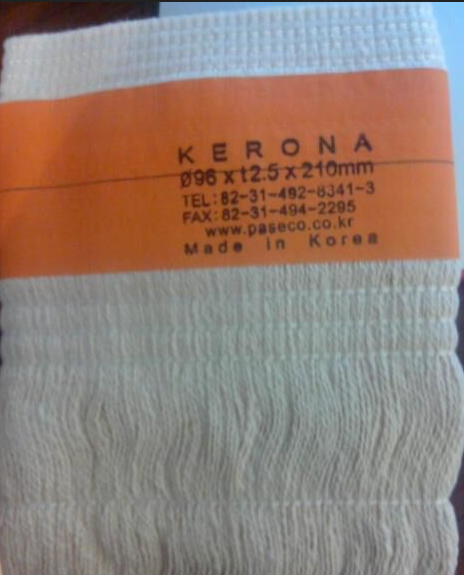 KERONA
Ø96 x t2.5 x 210mm
TEL:82-31-492-8341-3
FAX:82-31-494-2295
www.paseco.co.kr
Made in Korea